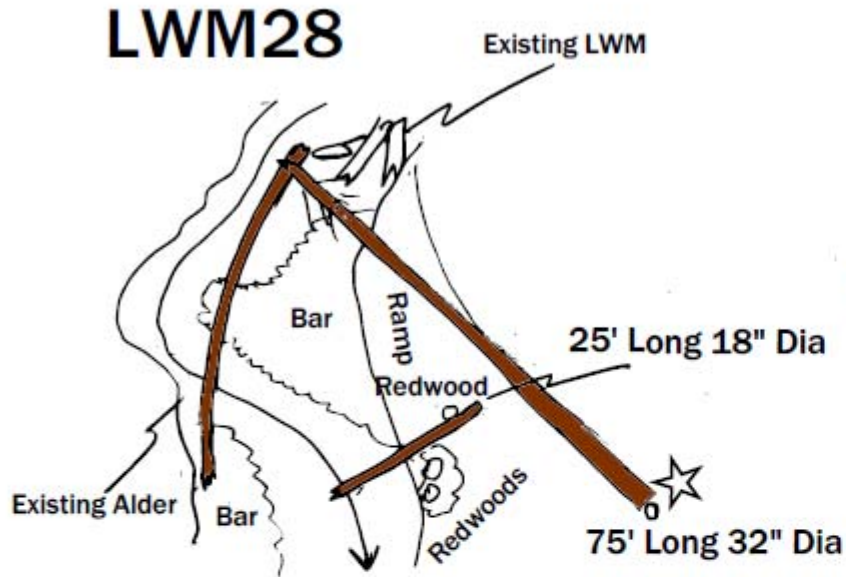 LWM28
Existing LWM
Bar
Ramp
25' Long 18" Dia
Redwood
Existing Alder
Bar
Redwoods
75' Long 32" Dia